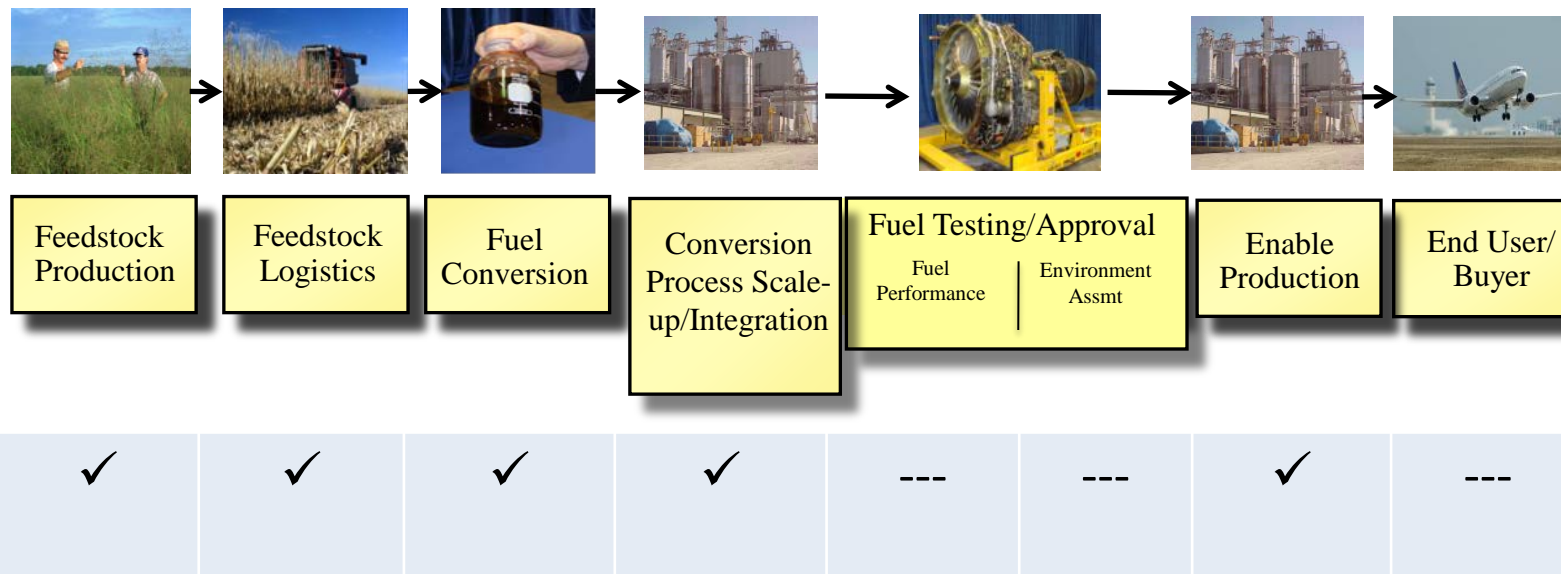 Feedstock
Production
Feedstock
Logistics
Fuel
Conversion
Conversion
Process Scale-
up/Integration
Fuel Testing/Approval
Fuel
Performance
Environment
Assmt
Enable
Production
End User/
Buyer
✓ ✓ ✓ ✓ --- --- ✓ ---